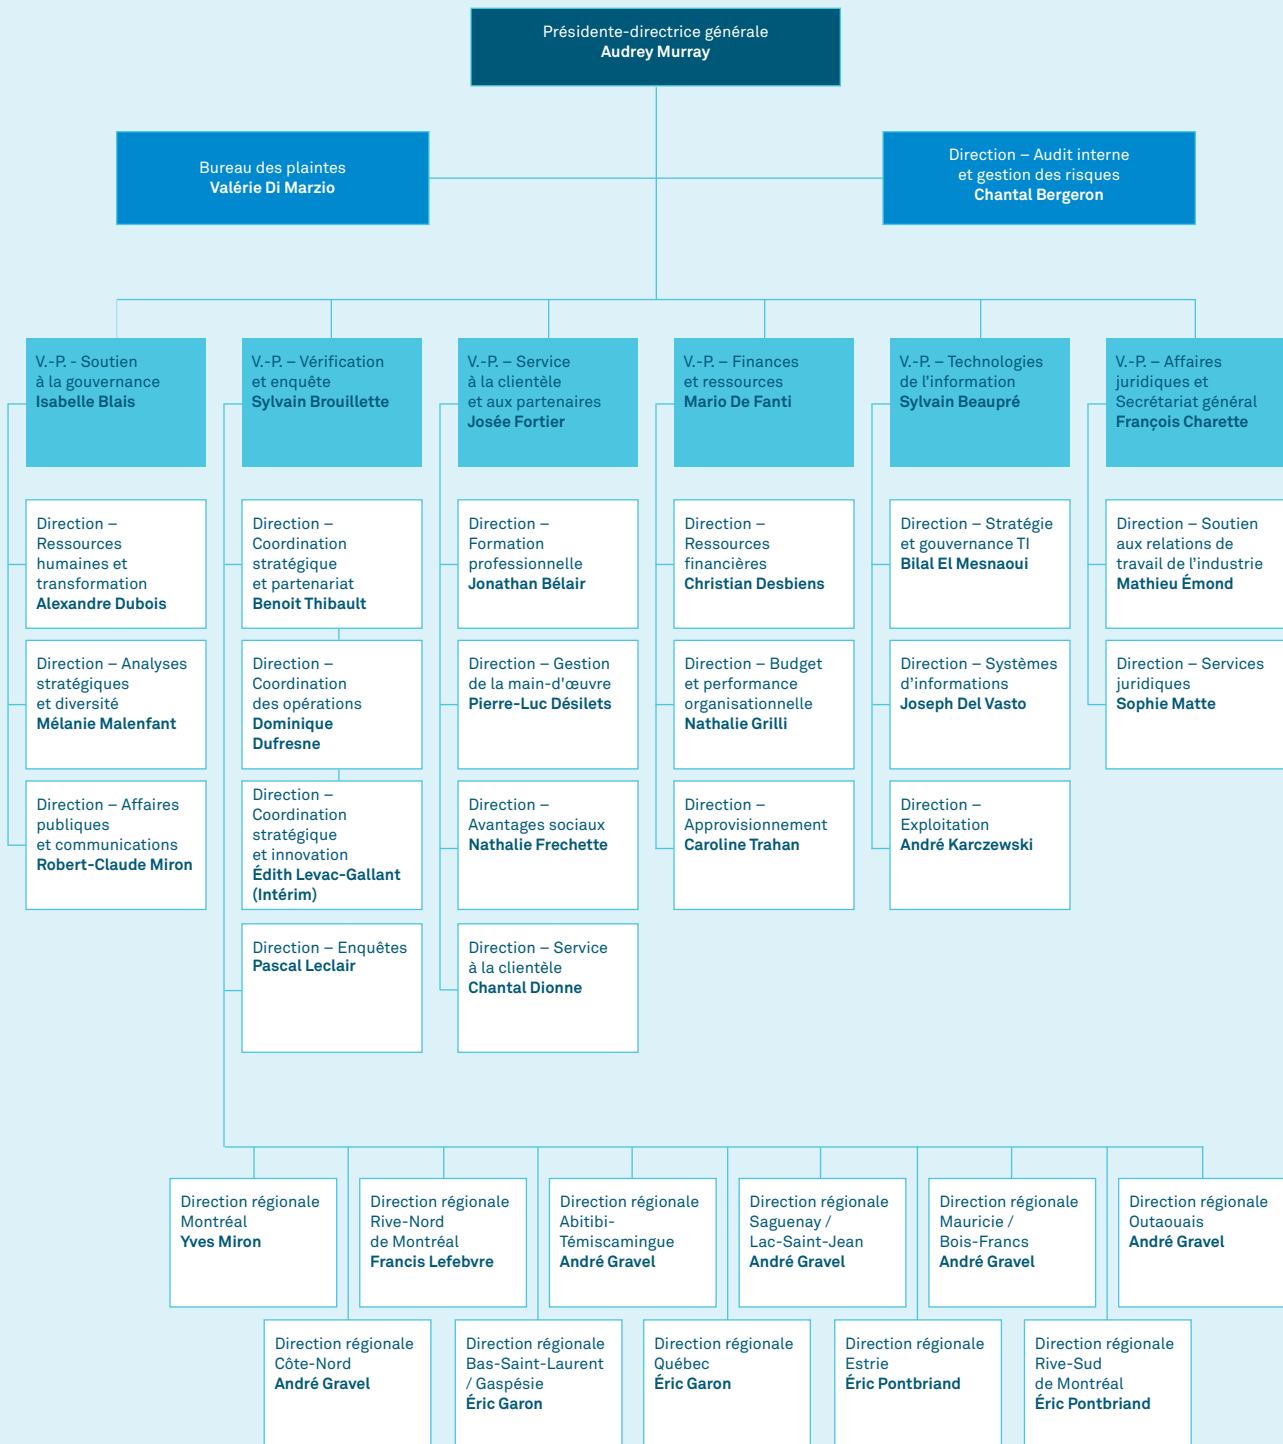 Présidente-directrice générale
Audrey Murray
Bureau des plaintes
Valérie Di Marzio
Direction – Audit interne
et gestion des risques
Chantal Bergeron
V.-P. - Soutien
à la gouvernance
Isabelle Blais
V.-P. – Vérification
et enquête
Sylvain Brouillette
V.-P. – Service
à la clientèle
et aux partenaires
Josée Fortier
V.-P. – Finances
et ressources
Mario De Fanti
V.-P. – Technologies
de l'information
Sylvain Beaupré
V.-P. – Affaires
juridiques et
Secrétariat général
François Charette
Direction –
Ressources
humaines et
transformation
Alexandre Dubois
Direction –
Coordination
stratégique
et partenariat
Benoit Thibault
Direction –
Formation
professionnelle
Jonathan Bélair
Direction –
Ressources
financières
Christian Desbiens
Direction – Stratégie
et gouvernance TI
Bilal El Mesnaoui
Direction – Soutien
aux relations de
travail de l'industrie
Mathieu Émond
Direction – Analyses
stratégiques
et diversité
Mélanie Malenfant
Direction –
Coordination
des opérations
Dominique
Dufresne
Direction – Gestion
de la main-d'œuvre
Pierre-Luc Désilets
Direction – Budget
et performance
organisationnelle
Nathalie Grilli
Direction – Systèmes
d'informations
Joseph Del Vasto
Direction – Services
juridiques
Sophie Matte
Direction – Affaires
publiques
et communications
Robert-Claude Miron
Direction –
Coordination
stratégique
et innovation
Édith Levac-Gallant
(Intérim)
Direction –
Avantages sociaux
Nathalie Frechette
Direction –
Approvisionnement
Caroline Trahan
Direction –
Exploitation
André Karczewski
Direction – Enquêtes
Pascal Leclair
Direction – Service
à la clientèle
Chantal Dionne
Direction régionale
Montréal
Yves Miron
Direction régionale
Rive-Nord
de Montréal
Francis Lefebvre
Direction régionale
Abitibi-
Témiscamingue
André Gravel
Direction régionale
Saguenay /
Lac-Saint-Jean
André Gravel
Direction régionale
Mauricie /
Bois-Francs
André Gravel
Direction régionale
Outaouais
André Gravel
Direction régionale
Côte-Nord
André Gravel
Direction régionale
Bas-Saint-Laurent
/ Gaspésie
Éric Garon
Direction régionale
Québec
Éric Garon
Direction régionale
Estrie
Éric Pontbriand
Direction régionale
Rive-Sud
de Montréal
Éric Pontbriand